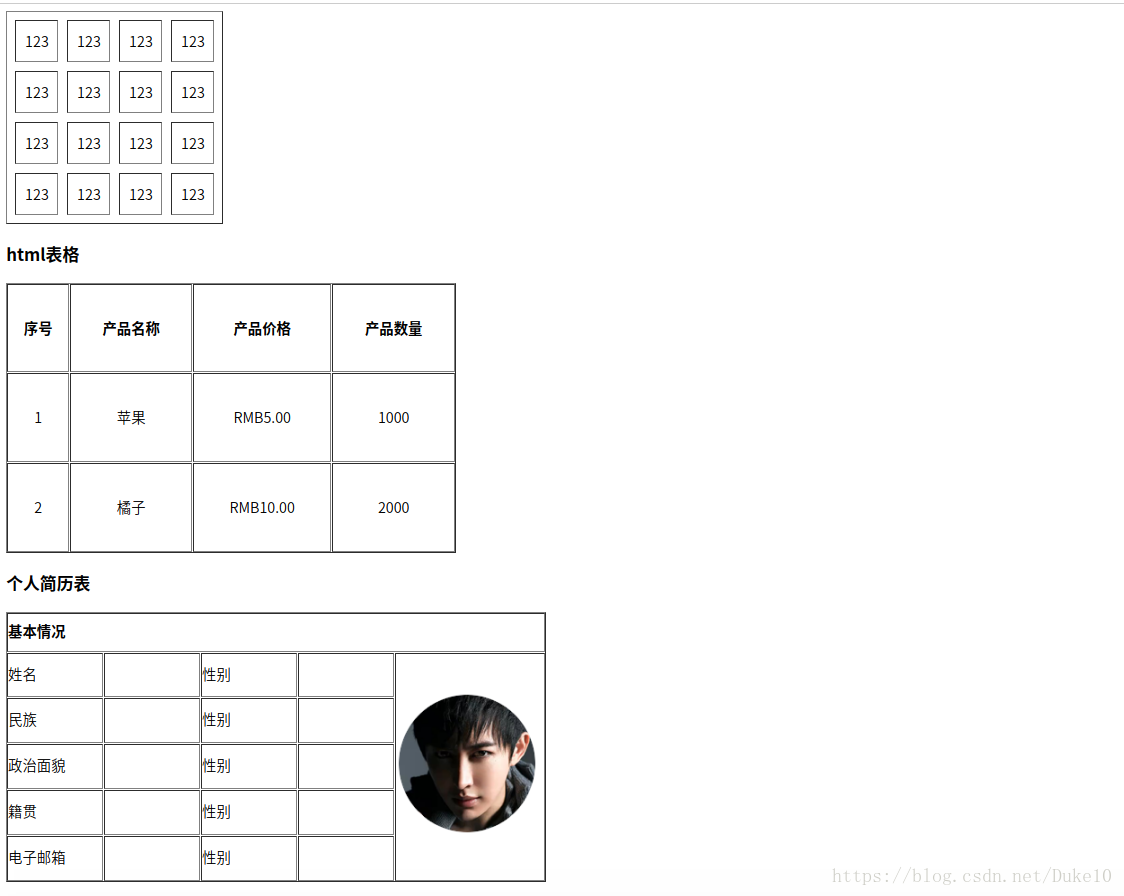 123 123 123 123
123 123 123 123
123 123 123 123
123 123 123 123
html表格
序号 产品名称 产品价格 产品数量
1 苹果 RMB5.00 1000
2 橘子 RMB10.00 2000
个人简历表
基本情况
姓名 性别
民族 性别
政治面貌 性别
籍贯 性别
电子邮箱 性别
https://blog.csdn.net/Duke10